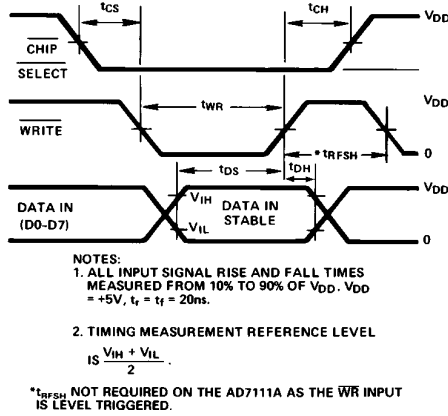 tCS
tCH
VDD
CHIP
SELECT
tWR
VDD
WRITE
*tRFSH
0
tDS
tDH
VDD
VIH
DATA IN
(D0-D7)
DATA IN
STABLE
VIL
0
NOTES:
1. ALL INPUT SIGNAL RISE AND FALL TIMES
MEASURED FROM 10% TO 90% OF VDD. VDD
= +5V, tr = tf = 20ns.
2. TIMING MEASUREMENT REFERENCE LEVEL
IS (VIH + VIL)/2 .
*tRFSH NOT REQUIRED ON THE AD7111A AS THE WR INPUT
IS LEVEL TRIGGERED.